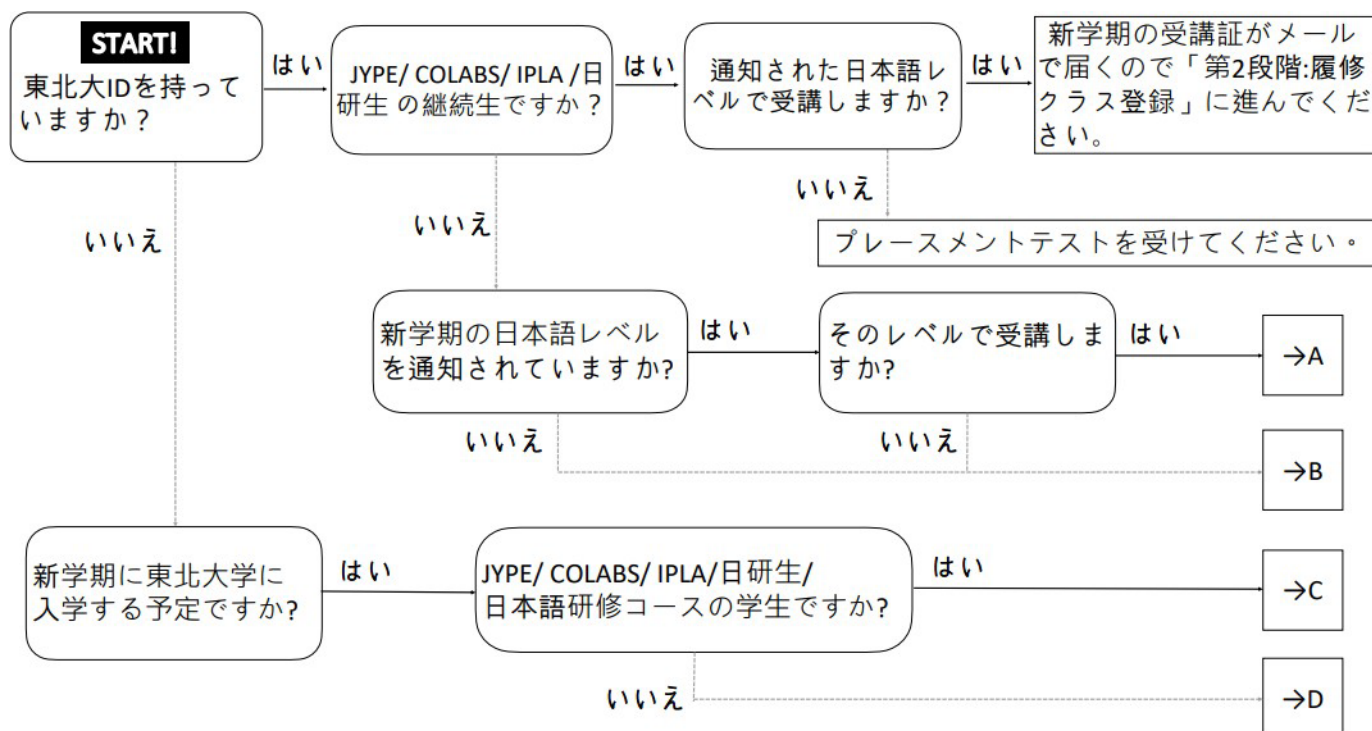 START!
東北大IDを持って
いますか？
はい
JYPE/ COLABS/ IPLA /日
研生 の継続生ですか？
はい
通知された日本語レ
ベルで受講しますか？
はい
新学期の受講証がメール
で届くので「第2段階:履修
クラス登録」に進んでくだ
さい。
いいえ
いいえ
いいえ
プレースメントテストを受けてください。
新学期の日本語レベル
を通知されていますか?
はい
そのレベルで受講しま
すか?
はい
→A
いいえ
いいえ
→B
新学期に東北大学に
入学する予定ですか?
はい
JYPE/ COLABS/ IPLA/日研生/
日本語研修コースの学生ですか?
はい
→C
いいえ
→D